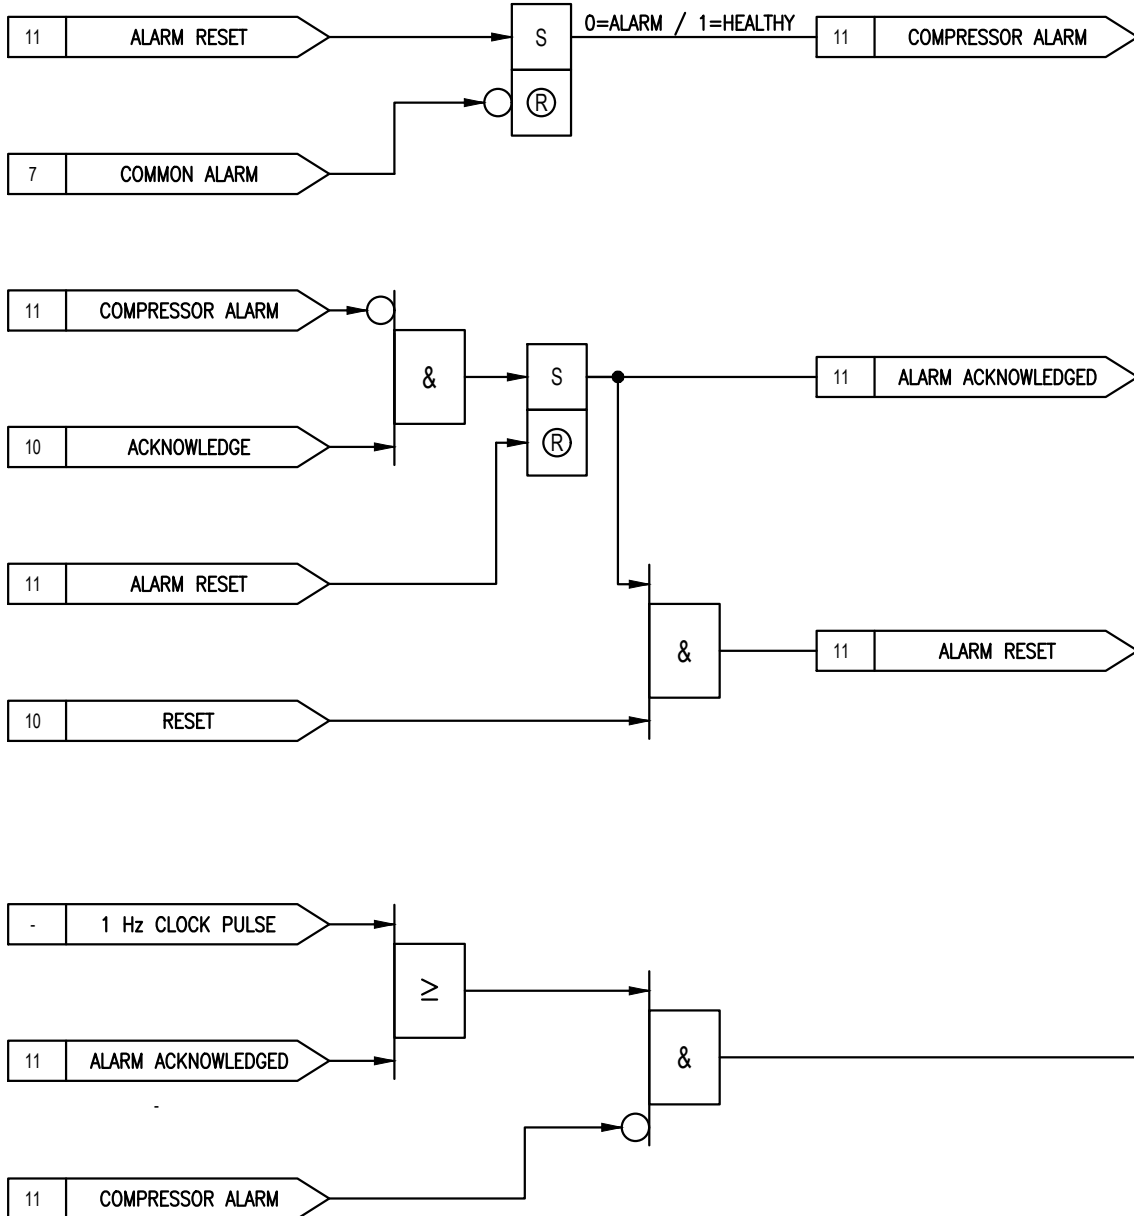 11 ALARM RESET S 0=ALARM / 1=HEALTHY 11 COMPRESSOR ALARM
R
7 COMMON ALARM
11 COMPRESSOR ALARM
& S 11 ALARM ACKNOWLEDGED
10 ACKNOWLEDGE R
11 ALARM RESET
& 11 ALARM RESET
10 RESET
- 1 Hz CLOCK PULSE
≥
11 ALARM ACKNOWLEDGED &
-
11 COMPRESSOR ALARM